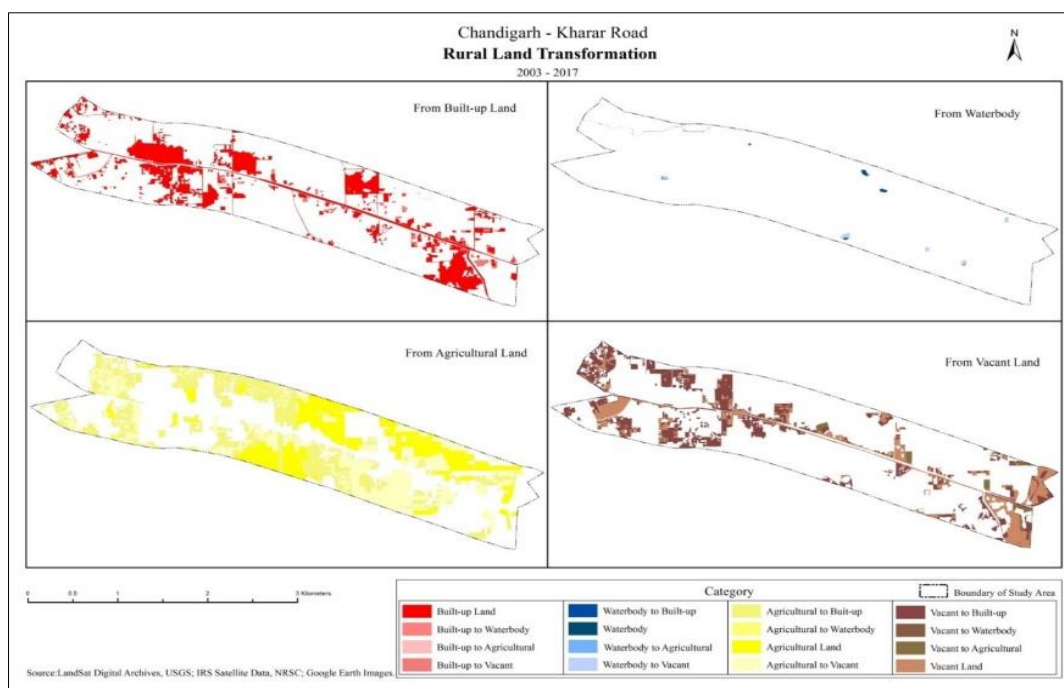 Chandigarh - Kharar Road
Rural Land Transformation
2003 - 2017
N
From Built-up Land
From Waterbody
From Agricultural Land
From Vacant Land
0 0.5 1 2 3 Kilometers
Category
Boundary of Study Area
Built-up Land
Built-up to Waterbody
Built-up to Agricultural
Built-up to Vacant
Waterbody to Built-up
Waterbody
Waterbody to Agricultural
Waterbody to Vacant
Agricultural to Buit-up
Agricultural to Waterbody
Agricultural Land
Agricultural to Vacant
Vacant to Built-up
Vacant to Waterbody
Vacant to Agricultural
Vacant Land
Source:LandSat Digital Archives, USGS; IRS Satellite Data, NRSC; Google Earth Images.